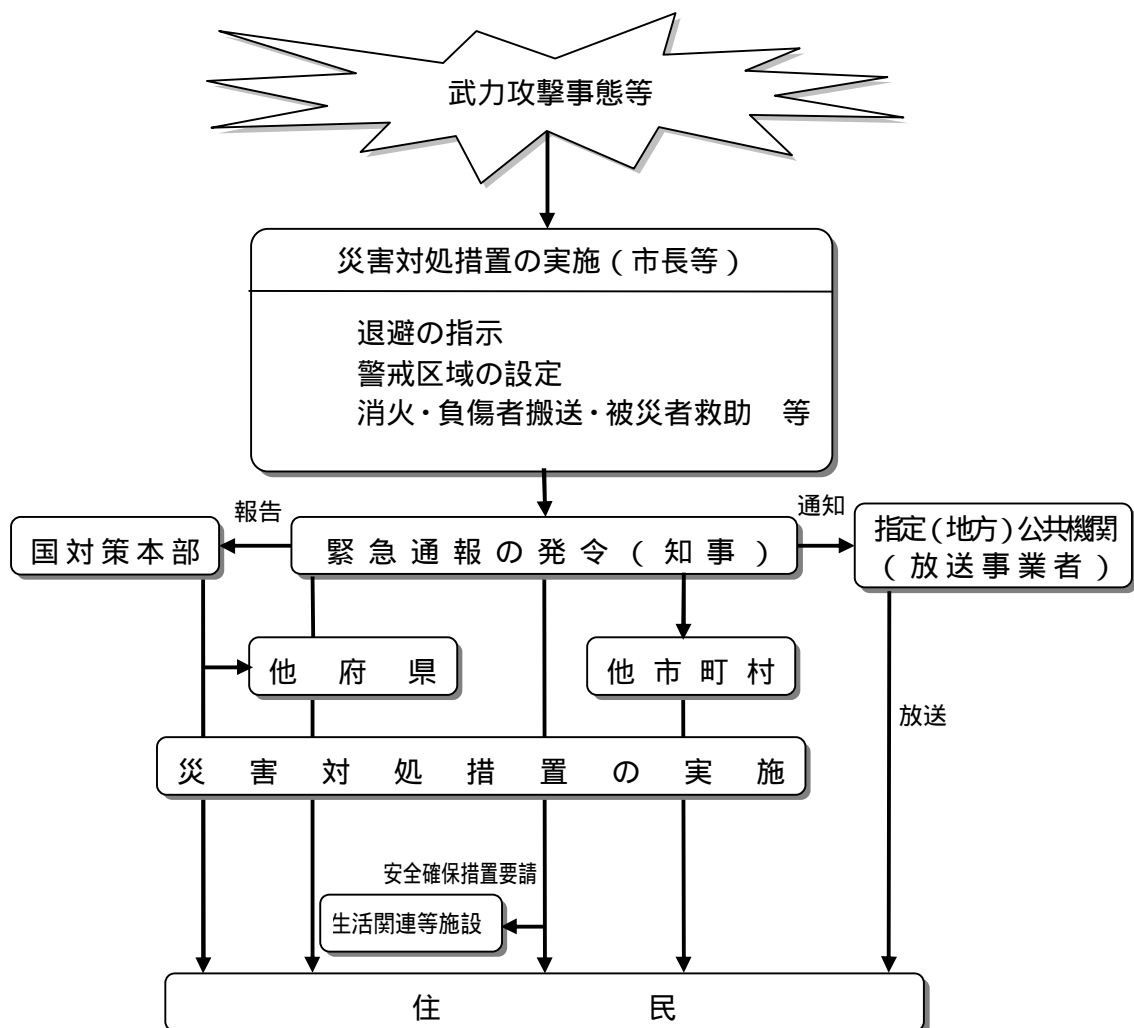 武力攻撃事態等
災害対処措置の実施(市長等)
退避の指示
警戒区域の設定
消火・負傷者搬送・被災者救助 等
報告
通知
国対策本部
緊急通報の発令(知事)
指定(地方)公共機関
(放送事業者)
他府県
他市町村
放送
災害対処措置の実施
安全確保措置要請
生活関連等施設
住民